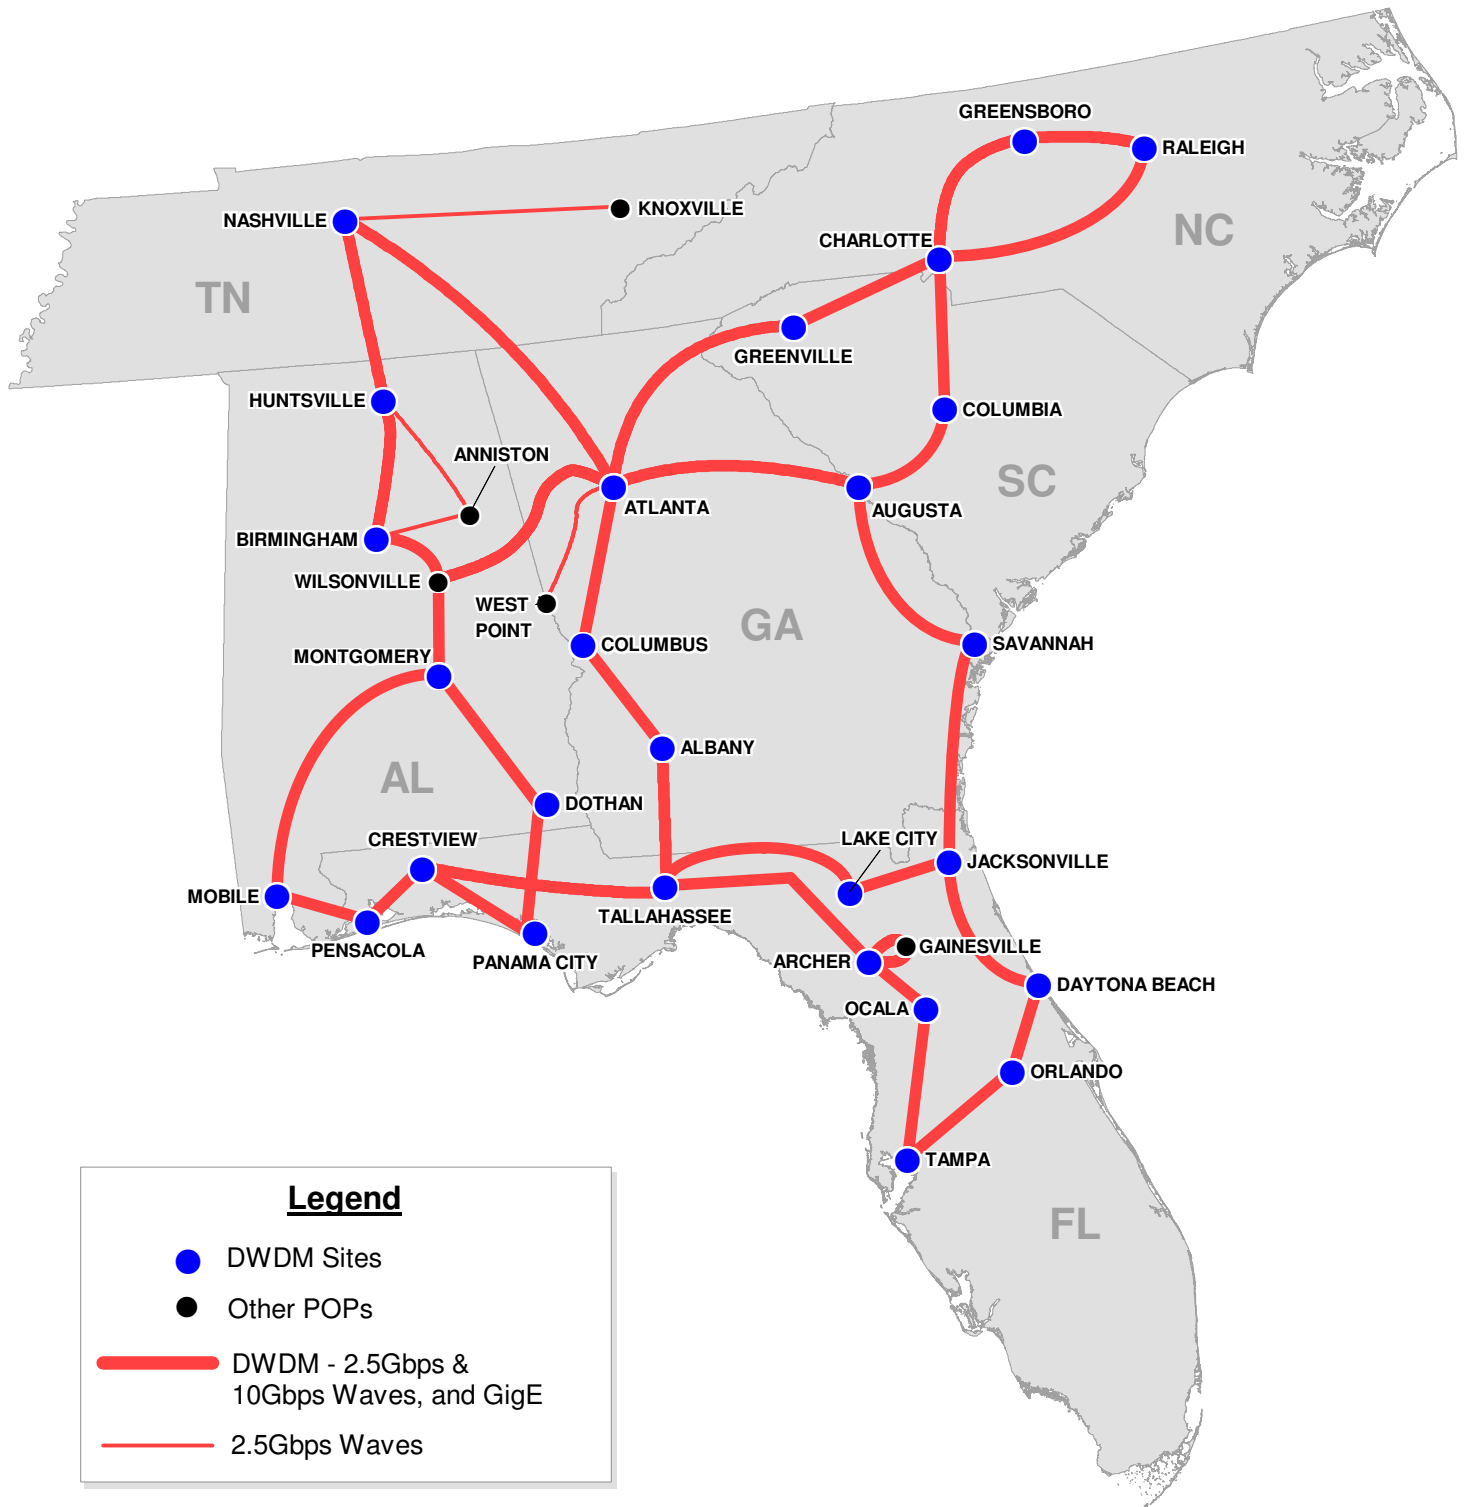 GREENSBORO
RALEIGH
KNOXVILLE
NASHVILLE
CHARLOTTE
NC
TN
GREENVILLE
HUNTSVILLE
COLUMBIA
ANNISTON
SC
ATLANTA
AUGUSTA
BIRMINGHAM
WILSONVILLE
WEST
POINT
GA
COLUMBUS
SAVANNAH
MONTGOMERY
ALBANY
AL
DOTHAN
CRESTVIEW
LAKE CITY
JACKSONVILLE
MOBILE
TALLAHASSEE
PENSACOLA
PANAMA CITY
GAINESVILLE
ARCHER
DAYTONA BEACH
OCALA
ORLANDO
TAMPA
FL
Legend
DWDM Sites
Other POPs
DWDM - 2.5Gbps &
10Gbps Waves, and GigE
2.5Gbps Waves